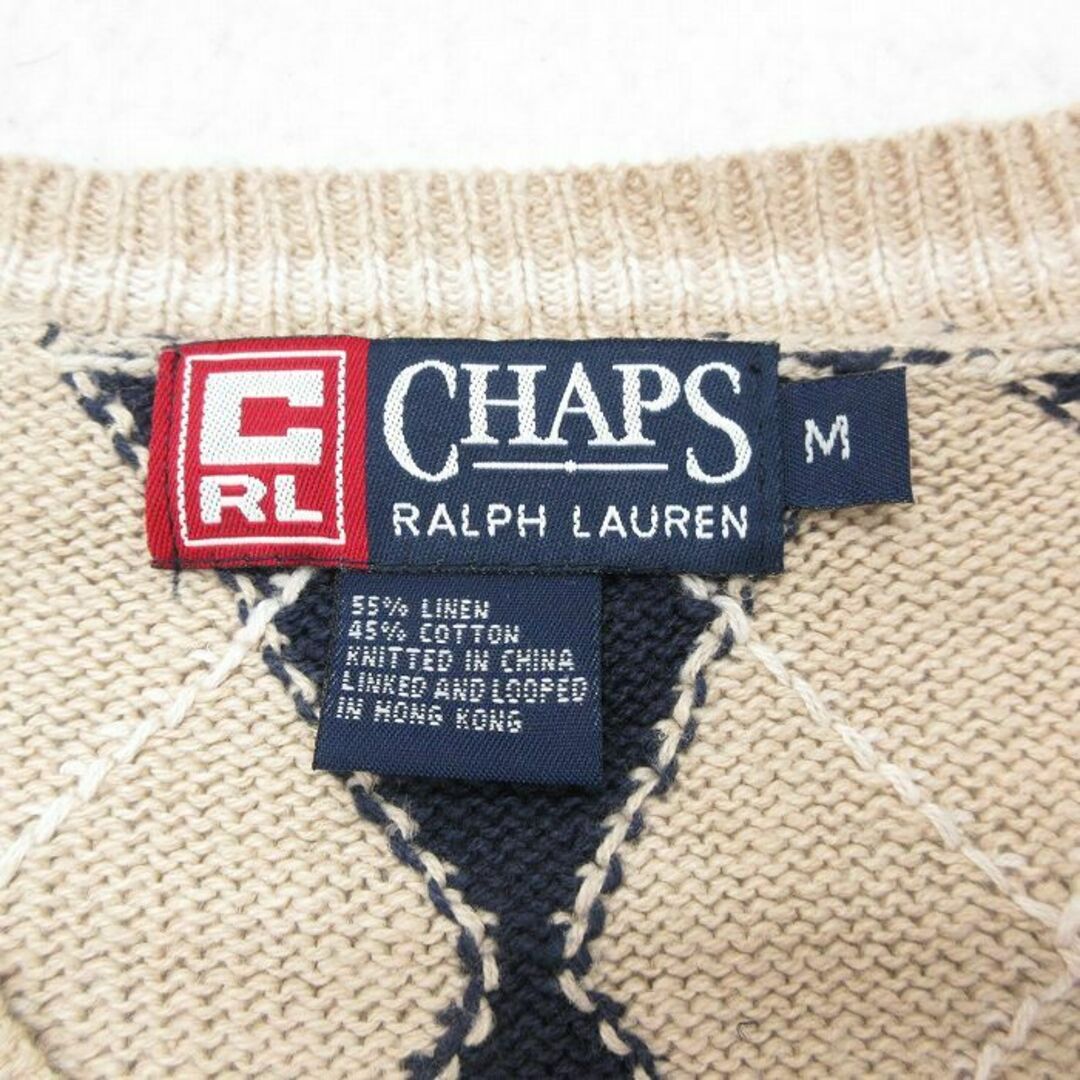 C
RL
CHAPS
RALPH LAUREN
M
55% LINEN
45% COTTON
KNITTED IN CHINA
LINKED AND LOOPED
IN HONG KONG